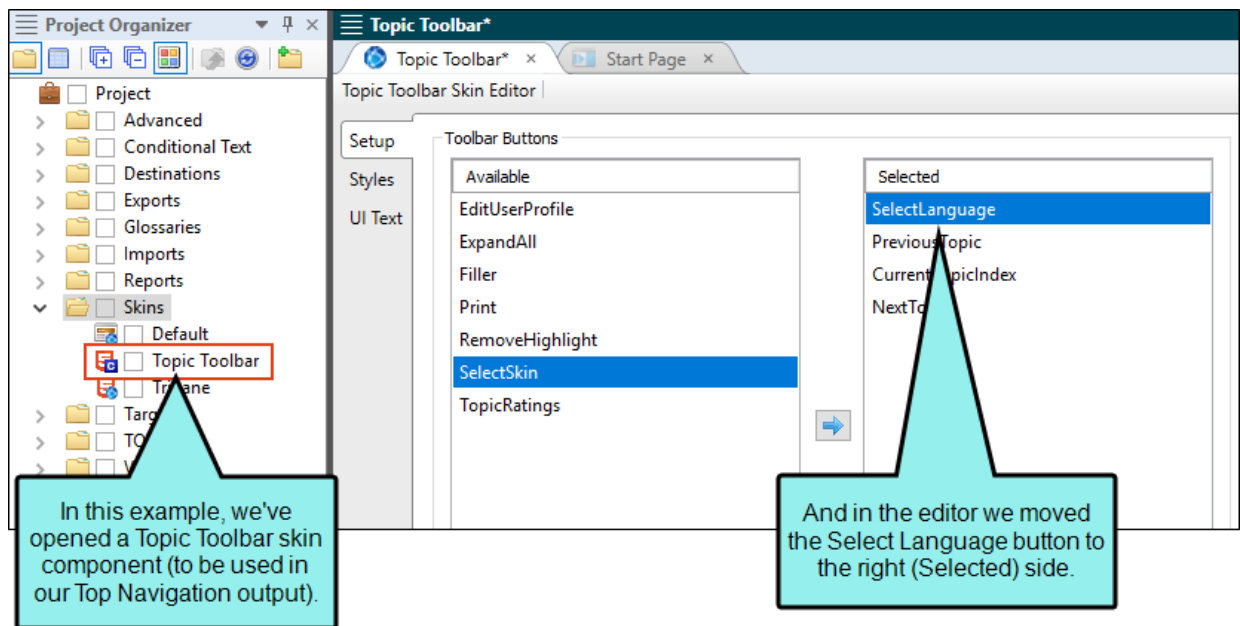 Project Organizer
Project
Advanced
Conditional Text
Destinations
Exports
Glossaries
Imports
Reports
Skins
Default
Topic Toolbar
In this example, we've
opened a Topic Toolbar skin
component (to be used in
our Top Navigation output).
Topic Toolbar*
Topic Toolbar*
Start Page
Topic Toolbar Skin Editor
Setup
Styles
UI Text
Toolbar Buttons
Available
EditUserProfile
ExpandAll
Filler
Print
RemoveHighlight
SelectSkin
TopicRatings
Selected
SelectLanguage
PreviousTopic
And in the editor we moved
the Select Language button to
the right (Selected) side.